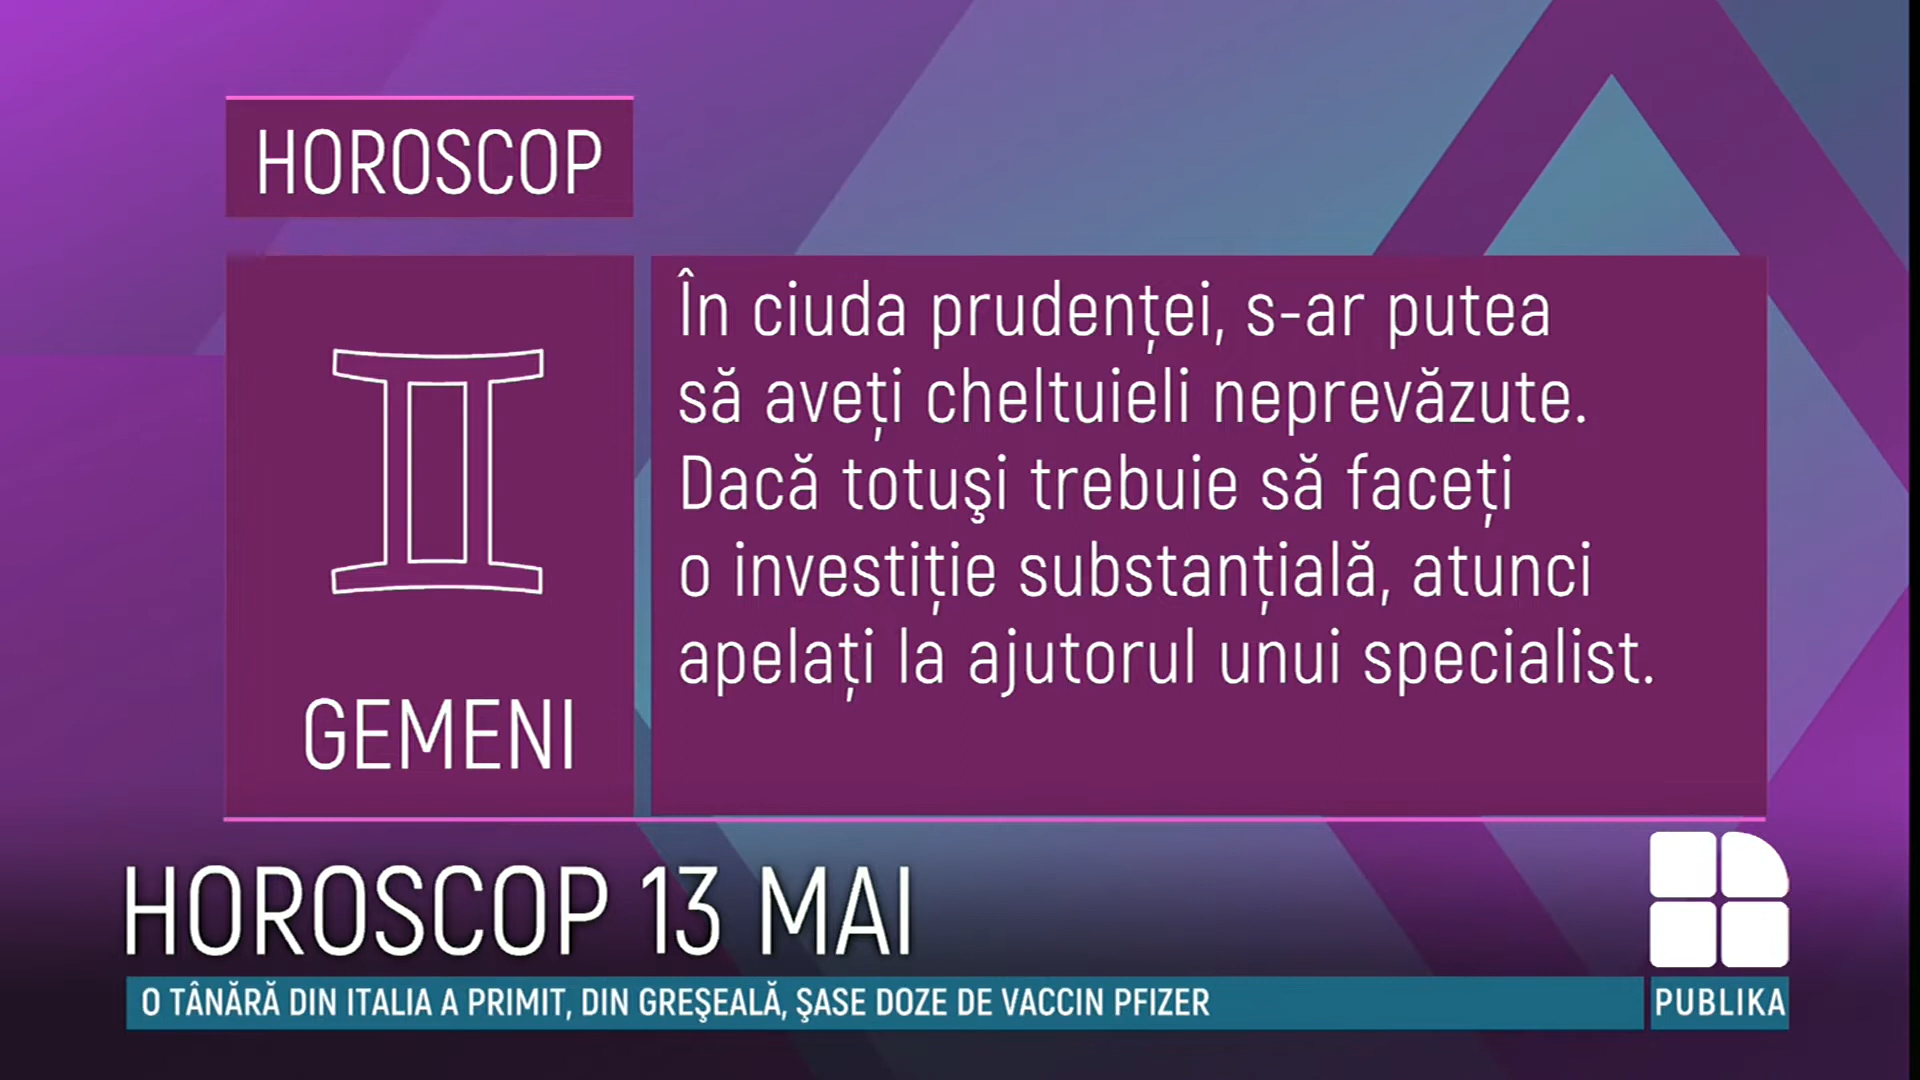 HOROSCOP
GEMENI
În ciuda prudenței, s-ar putea
să aveți cheltuieli neprevăzute.
Dacă totuşi trebuie să faceți
o investiție substanțială, atunci
apelați la ajutorul unui specialist.
HOROSCOP 13 MAI
O TÂNĂRĂ DIN ITALIA A PRIMIT, DIN GREŞEALĂ, ŞASE DOZE DE VACCIN PFIZER
PUBLIKA